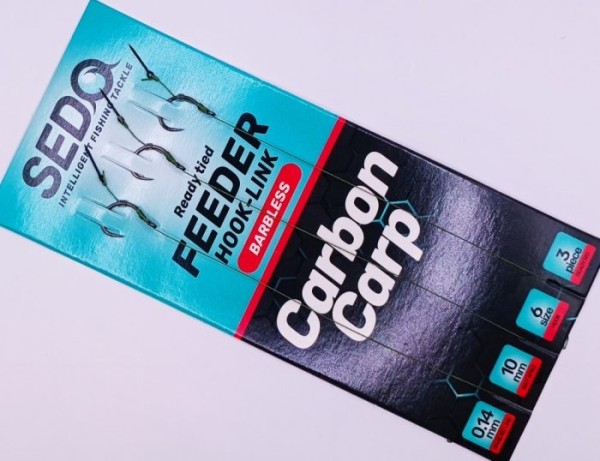 SEDO
INTELLIGENT FISHING TACKLE
Ready tied
FEEDER
HOOK-LINK
BARBLESS
Carbon
Carp
3
piece
6
size
10
mm
0.14
mm